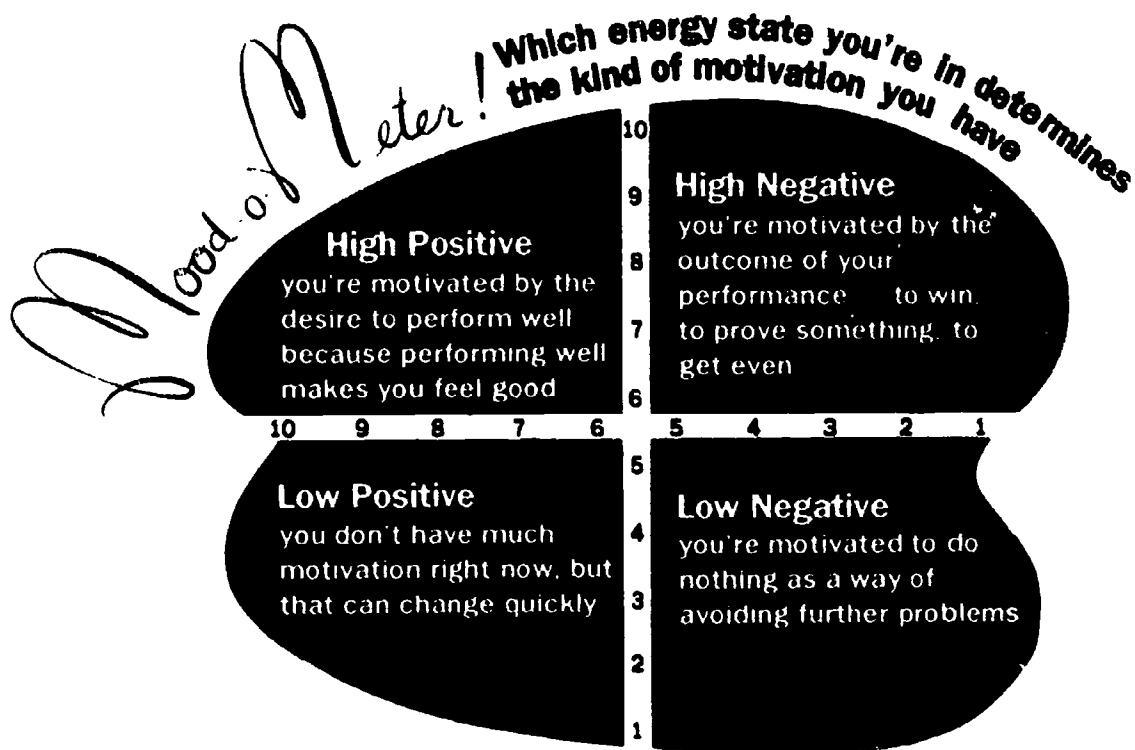 Mood-o-Meter!
Which energy state you're in determines
the kind of motivation you have
High Positive
you're motivated by the
desire to perform well
because performing well
makes you feel good
High Negative
you're motivated by the
outcome of your
performance to win,
to prove something, to
get even
10
9
8
7
6
10 9 8 7 6 5 4 3 2 1
5
4
3
2
1
Low Positive
you don't have much
motivation right now, but
that can change quickly
Low Negative
you're motivated to do
nothing as a way of
avoiding further problems